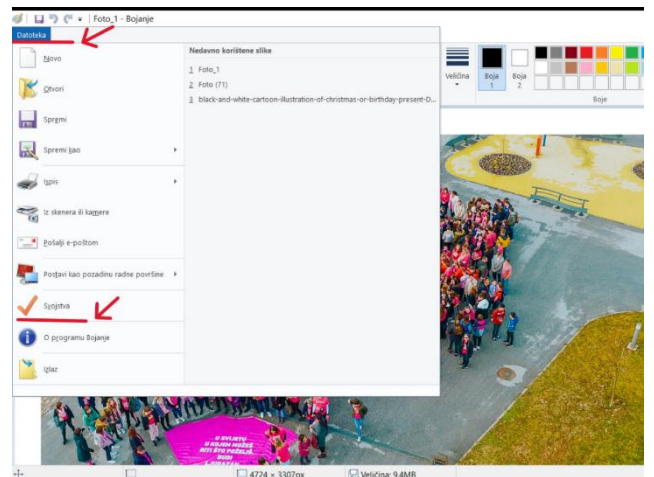 Foto_1 - Bojanje
Datoteka
Novo
Otvori
Spremi
Spremi kao
Ispis
Iz skenera ili kamere
Pošalji e-poštom
Postavi kao pozadinu radne površine
Svojstva
O programu Bojanje
Izlaz
Nedavno korištene slike
1 Foto_1
2 Foto (71)
3 black-and-white-cartoon-illustration-of-christmas-or-birthday-present-D...
Veličina
Boja 1
Boja 2
Boje
U SVIJETU
U KOJEM MOŽEŠ
BITI ŠTO POŽELIŠ,
BUDI
LJUBAZAN
4724 × 3307px
Veličina: 9.4MB